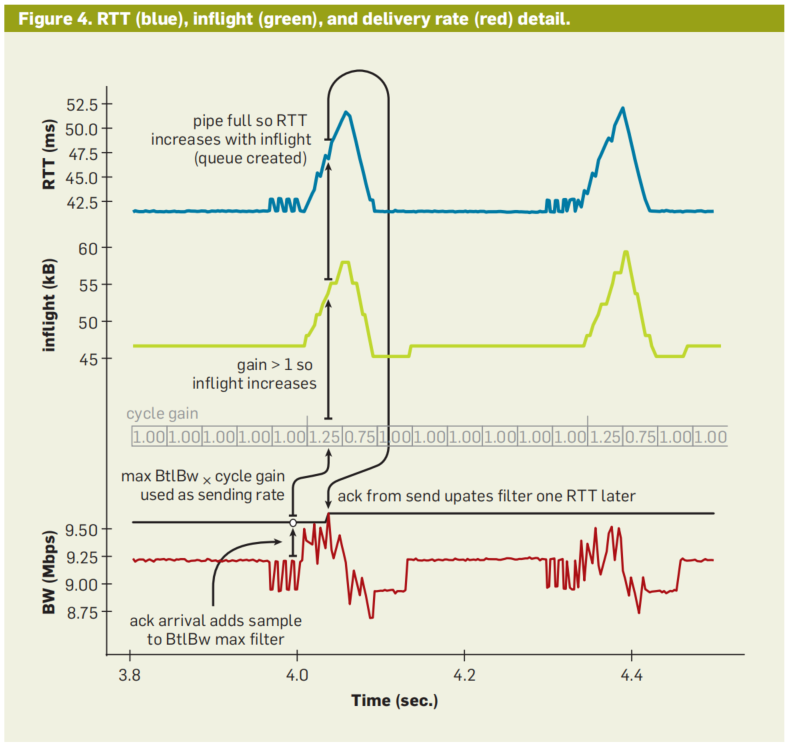 Figure 4. RTT (blue), inflight (green), and delivery rate (red) detail.
RTT (ms)
52.5
50.0
47.5
45.0
42.5
pipe full so RTT
increases with inflight
(queue created)
inflight (kB)
60
55
50
45
gain > 1 so
inflight increases
cycle gain
1.00 1.00 1.00 1.00 1.00 1.25 0.75 1.00 1.00 1.00 1.00 1.00 1.00 1.25 0.75 1.00 1.00
max BtlBw × cycle gain
used as sending rate
ack from send upates filter one RTT later
BW (Mbps)
9.50
9.25
9.00
8.75
ack arrival adds sample
to BtlBw max filter
3.8 4.0 4.2 4.4
Time (sec.)